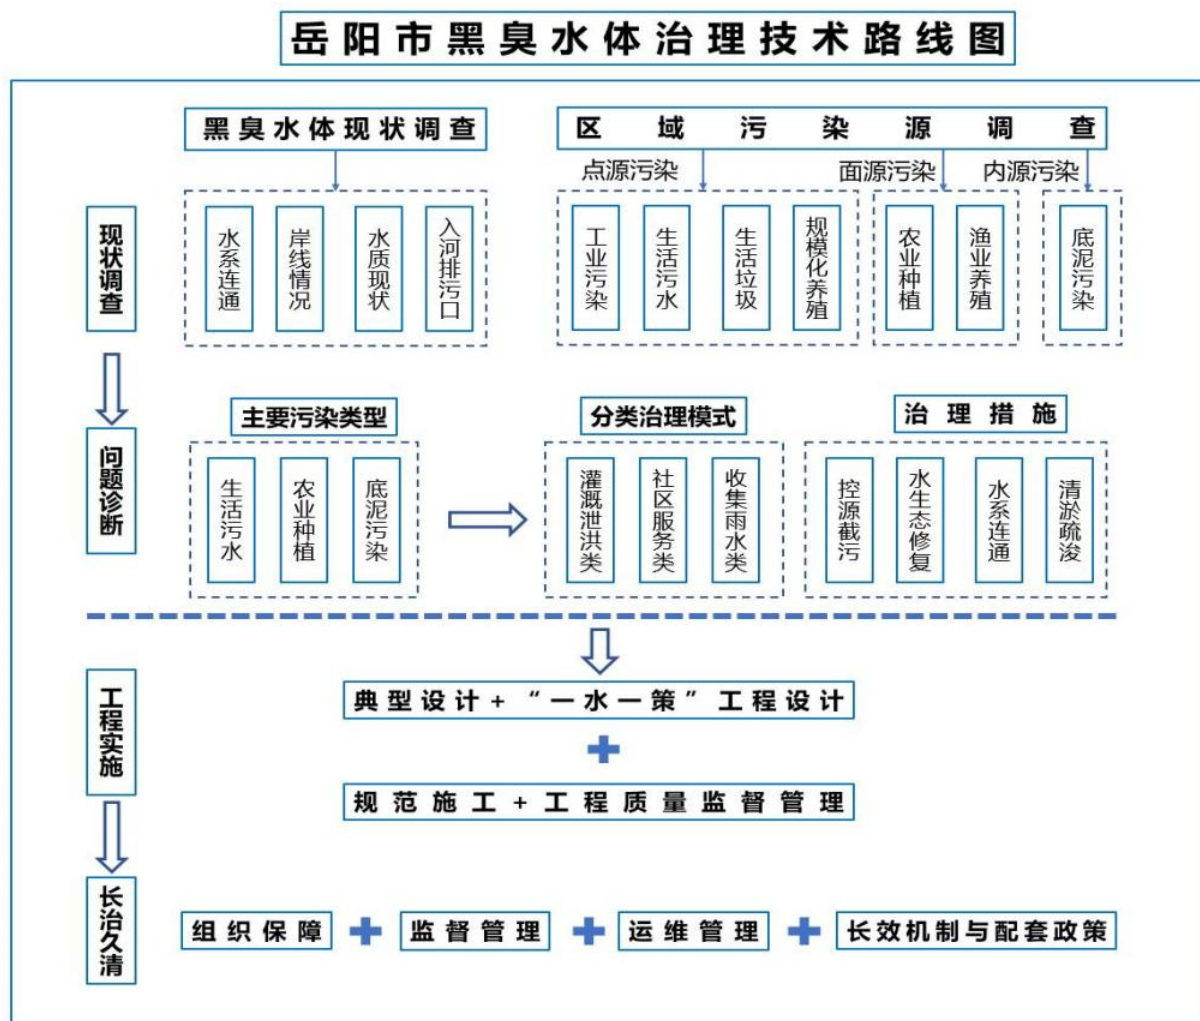 岳阳市黑臭水体治理技术路线图
黑臭水体现状调查
区域污染源调查
点源污染
面源污染
内源污染
现状调查
水系连通
岸线情况
水质现状
入河排污口
工业污染
生活污水
生活垃圾
规模化养殖
农业种植
渔业养殖
底泥污染
问题诊断
主要污染类型
分类治理模式
治理措施
生活污水
农业种植
底泥污染
灌溉泄洪类
社区服务类
收集雨水类
控源截污
水生态修复
水系连通
清淤疏浚
工程实施
典型设计+“一水一策”工程设计
规范施工+工程质量监督管理
长治久清
组织保障
监督管理
运维管理
长效机制与配套政策